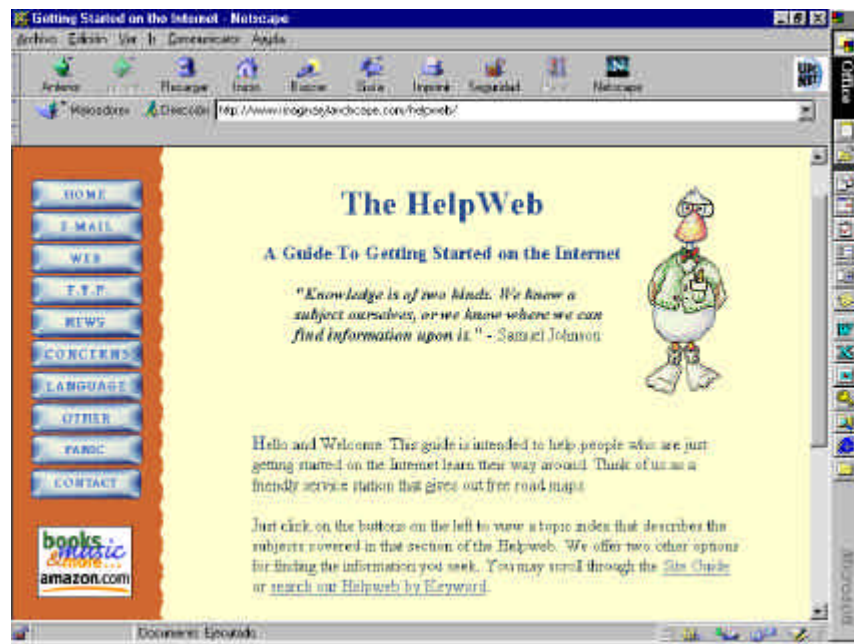 Getting Started on the Internet - Netscape
Archivo Edición Ver Ir Communicator Ayuda
Anterior Recargar Inicio Buscar Guía Imprimir Seguridad Netscape
Marcadores Dirección
Office
HOME
E-MAIL
WEB
F.T.P
NEWS
CONCERNS
LANGUAGE
OTHER
PANIC
CONTACT
books
music
& more...
amazon.com
The HelpWeb
A Guide To Getting Started on the Internet
"Knowledge is of two kinds. We know a
subject ourselves, or we know where we can
find information upon it." - Samuel Johnson
Hello and Welcome. This guide is intended to help people who are just
getting started on the Internet learn their way around. Think of us as a
friendly service station that gives out free road maps.
Just click on the buttons on the left to view a topic index that describes the
subjects covered in that section of the Helpweb. We offer two other options
for finding the information you seek. You may scroll through the Site Guide
or search our Helpweb by Keyword.
Microsoft
Documento: Ejecutado